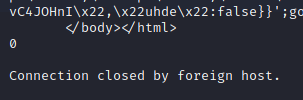 vC4JOHnI\x22,\x22uhde\x22:false}}';go
</body></html>
0
Connection closed by foreign host.